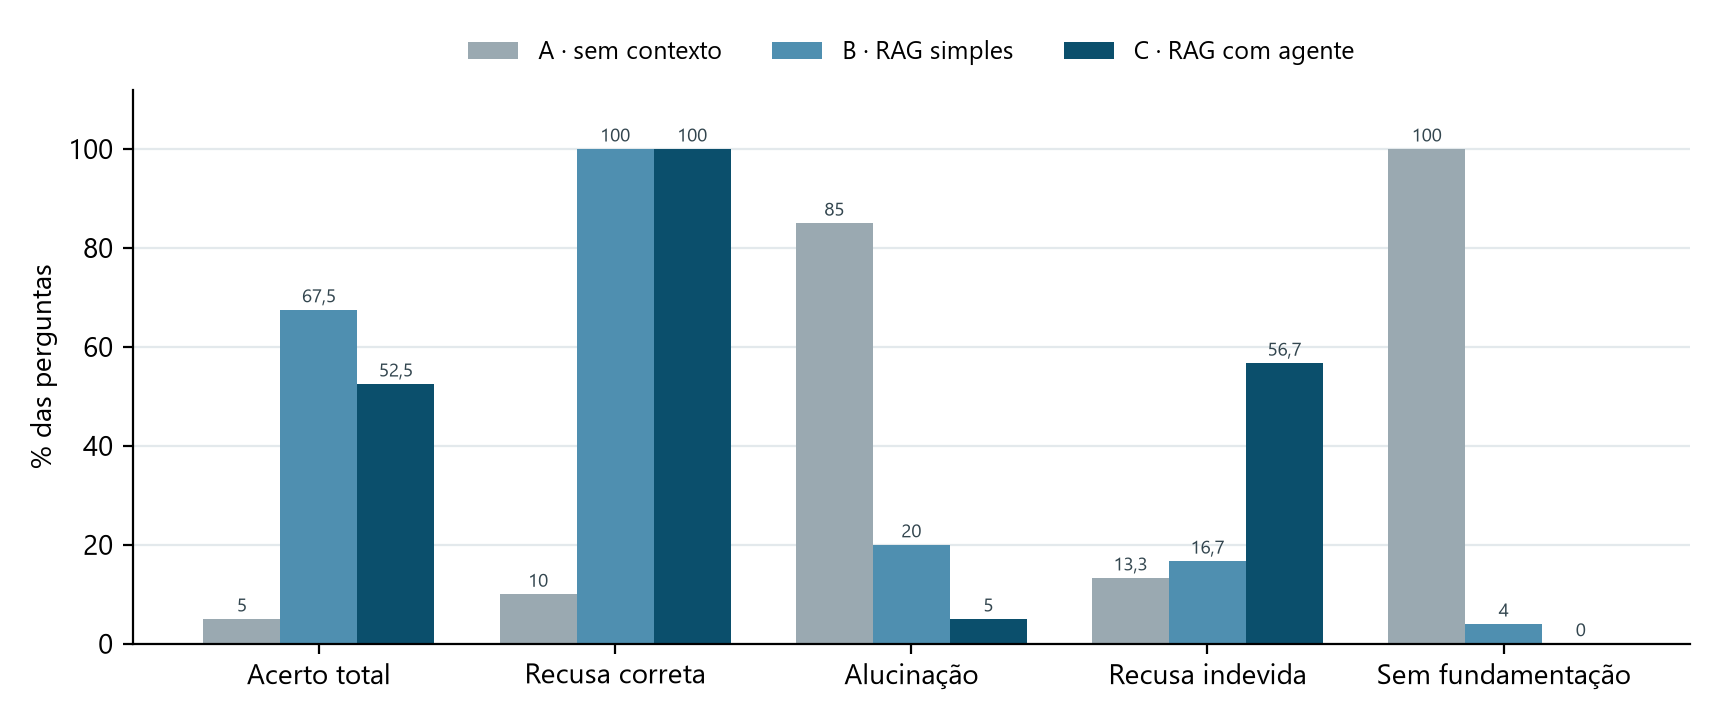 A · sem contexto B · RAG simples C · RAG com agente
% das perguntas
100
80
60
40
20
0
5 67,5 52,5
10 100 100
85 20 5
13,3 16,7 56,7
100 4 0
Acerto total Recusa correta Alucinação Recusa indevida Sem fundamentação